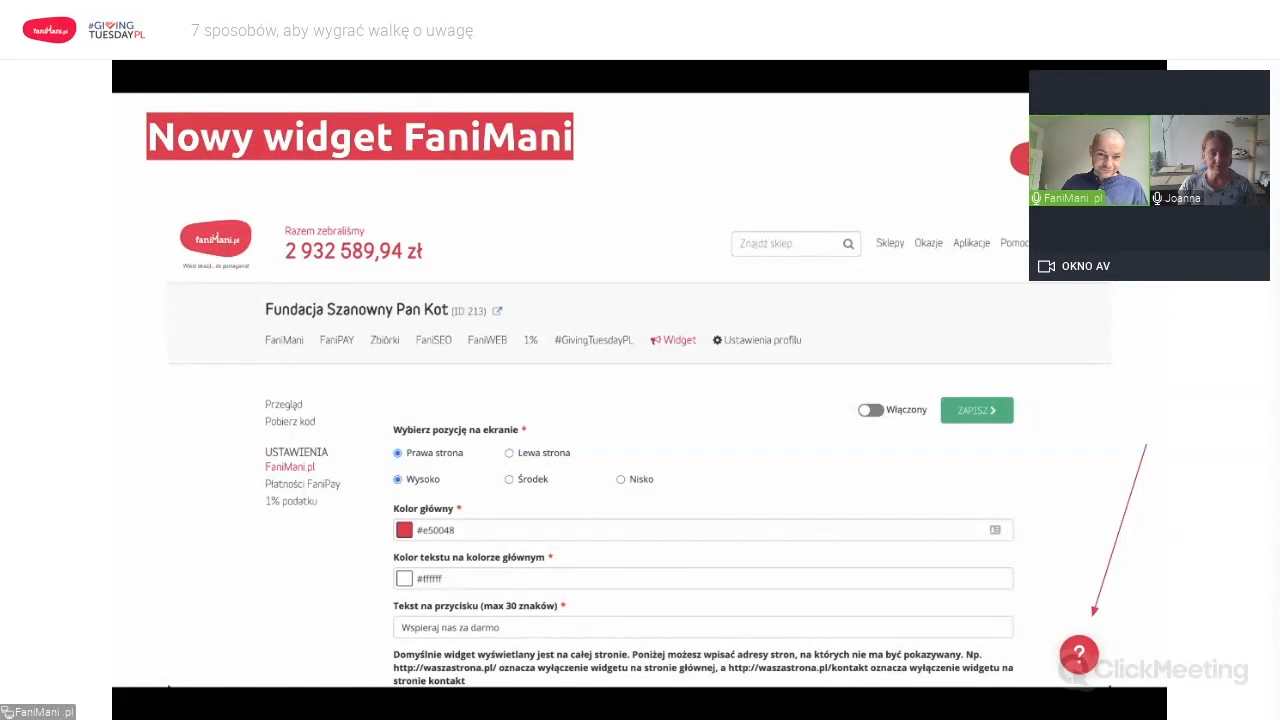 faniMani.pl
#GIVING
TUESDAYPL
7 sposobów, aby wygrać walkę o uwagę.
Nowy widget FaniMani
FaniMani .pl
Joanna
OKNO AV
faniMani.pl
Razem zebraliśmy
2 932 589,94 zł
Znajdź sklep
Sklepy Okazje Aplikacje Pomoc
Fundacja Szanowny Pan Kot (ID: 213)
FaniMani FaniPAY Zbiórki FaniSEO FaniWEB 1% #GivingTuesdayPL Widget Ustawienia profilu
Przegląd
Pobierz kod
USTAWIENIA
FaniMani.pl
Płatności FaniPay
1% podatku
Włączony ZAPISZ
Wybierz pozycję na ekranie *
Prawa strona Lewa strona
Wysoko Środek Nisko
Kolor główny *
#e50048
Kolor tekstu na kolorze głównym *
#ffffff
Tekst na przycisku (max 30 znaków) *
Wspieraj nas za darmo
Domyślnie widget wyświetlany jest na całej stronie. Poniżej możesz wpisać adresy stron, na których nie ma być pokazywany. Np.
http://waszastrona.pl/ oznacza wyłączenie widgetu na stronie głównej, a http://waszastrona.pl/kontakt oznacza wyłączenie widgetu na
stronie kontakt
?
ClickMeeting
FaniMani .pl